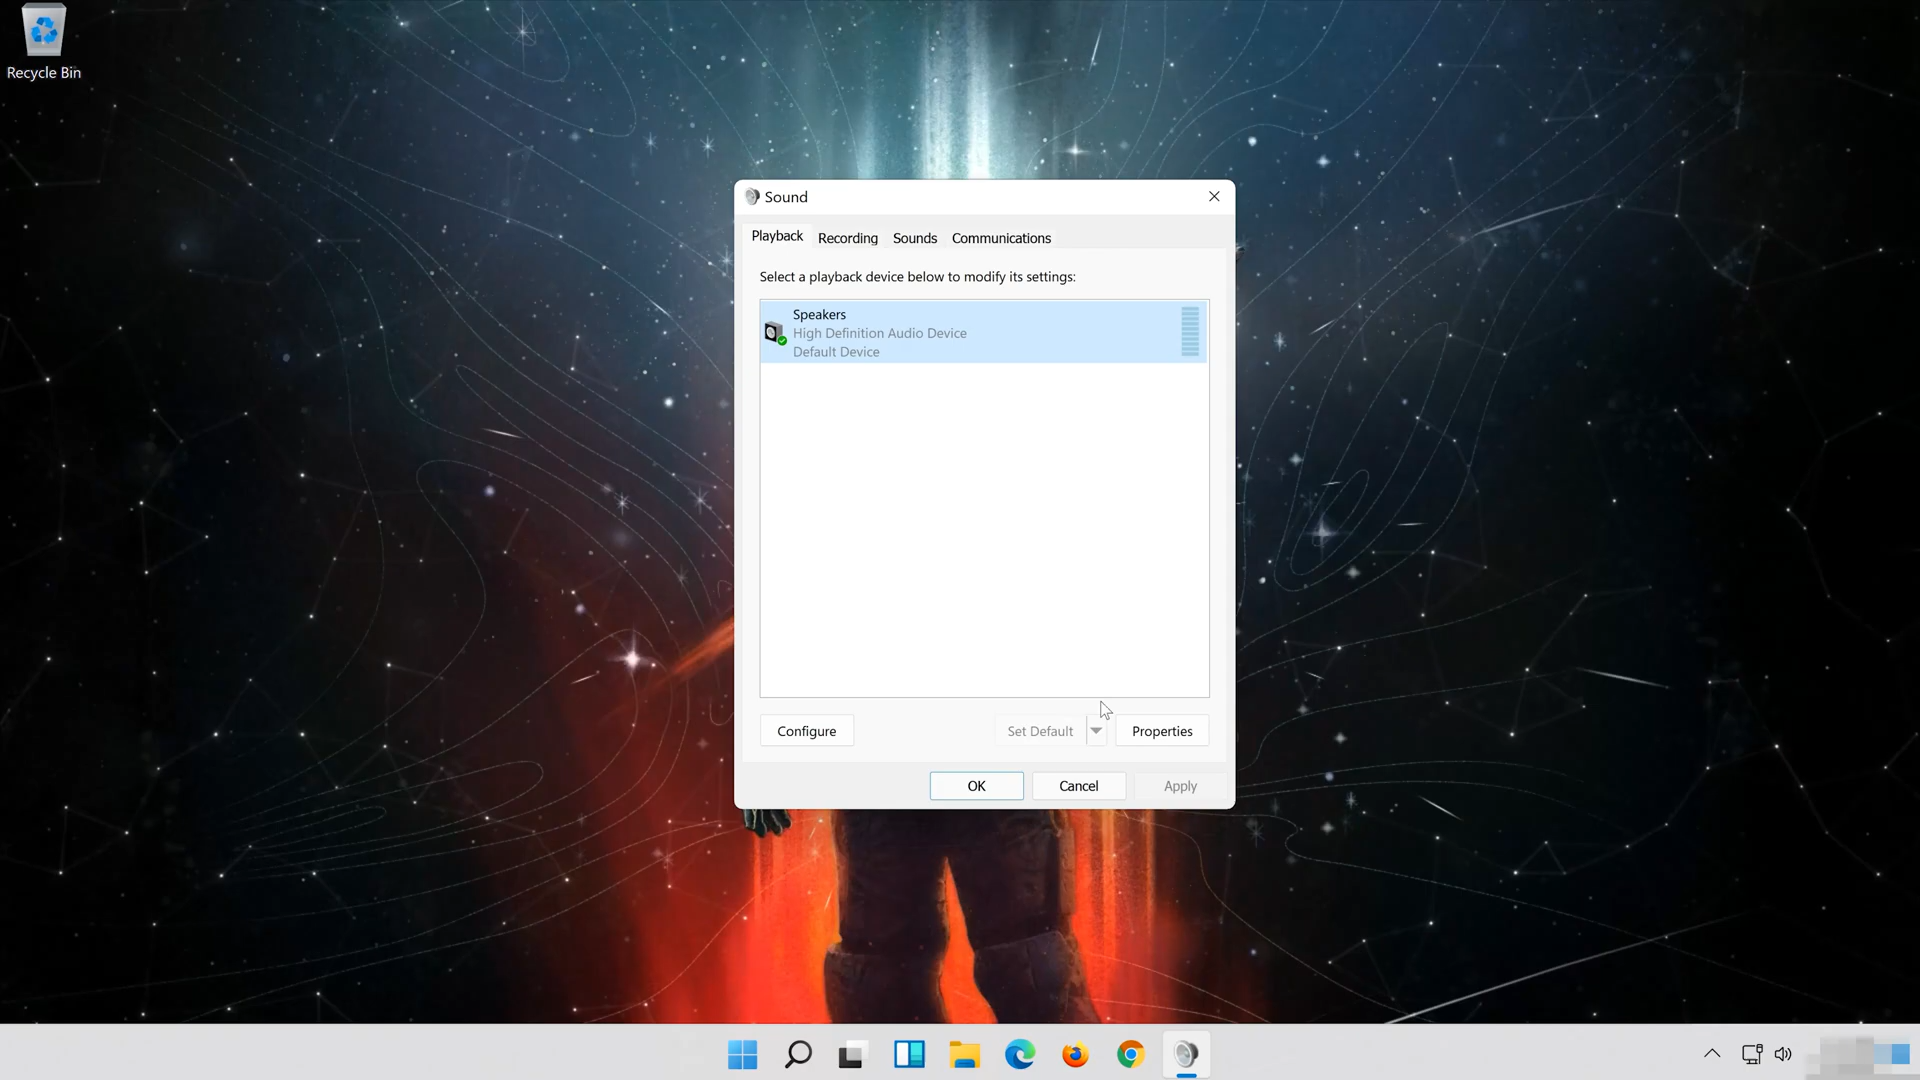 Recycle Bin
Sound
Playback
Recording
Sounds
Communications
Select a playback device below to modify its settings:
Speakers
High Definition Audio Device
Default Device
Configure
Set Default
Properties
OK
Cancel
Apply